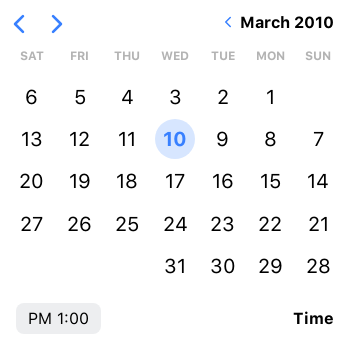 March 2010
SAT FRI THU WED TUE MON SUN
6 5 4 3 2 1
13 12 11 10 9 8 7
20 19 18 17 16 15 14
27 26 25 24 23 22 21
31 30 29 28
PM 1:00 Time